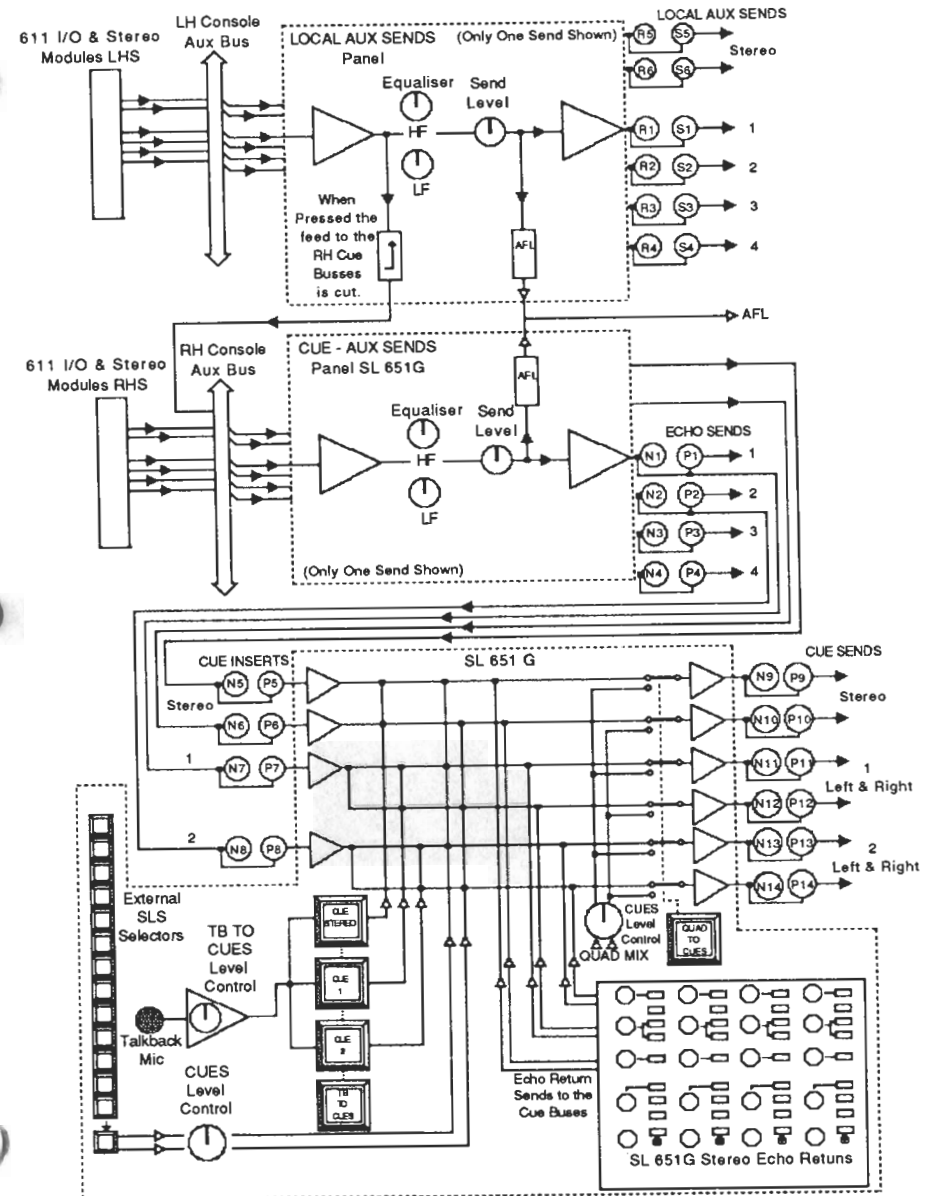 LOCAL AUX SENDS
LH Console
Aux Bus
611 I/O & Stereo
Modules LHS
LOCAL AUX SENDS
Panel
(Only One Send Shown)
R5 S5
Stereo
R6 S6
Equaliser
Send
Level
HF
LF
R1 S1 1
R2 S2 2
R3 S3 3
R4 S4 4
When
Pressed the
feed to the
RH Cue
Busses
is cut.
AFL
AFL
RH Console
Aux Bus
611 I/O & Stereo
Modules RHS
CUE - AUX SENDS
Panel SL 651G
AFL
Equaliser
Send
Level
HF
LF
ECHO SENDS
N1 P1 1
N2 P2 2
N3 P3 3
N4 P4 4
(Only One Send Shown)
CUE INSERTS
SL 651 G
CUE SENDS
N5 P5
Stereo
N6 P6
1
N7 P7
2
N8 P8
N9 P9
Stereo
N10 P10
N11 P11
1
Left & Right
N12 P12
N13 P13
2
Left & Right
N14 P14
External
SLS
Selectors
TB TO
CUES
Level
Control
Talkback
Mic
CUE
STEREO
CUE
1
CUE
2
TB
TO
CUES
CUES
Level
Control
QUAD MIX
QUAD
TO
CUES
CUES
Level
Control
Echo Return
Sends to the
Cue Buses
SL 651G Stereo Echo Retuns